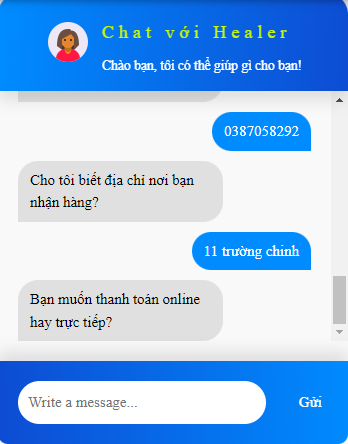 Chat với Healer
Chào bạn, tôi có thể giúp gì cho bạn!
0387058292
Cho tôi biết địa chỉ nơi bạn
nhận hàng?
11 trường chinh
Bạn muốn thanh toán online
hay trực tiếp?
Write a message...
Gửi